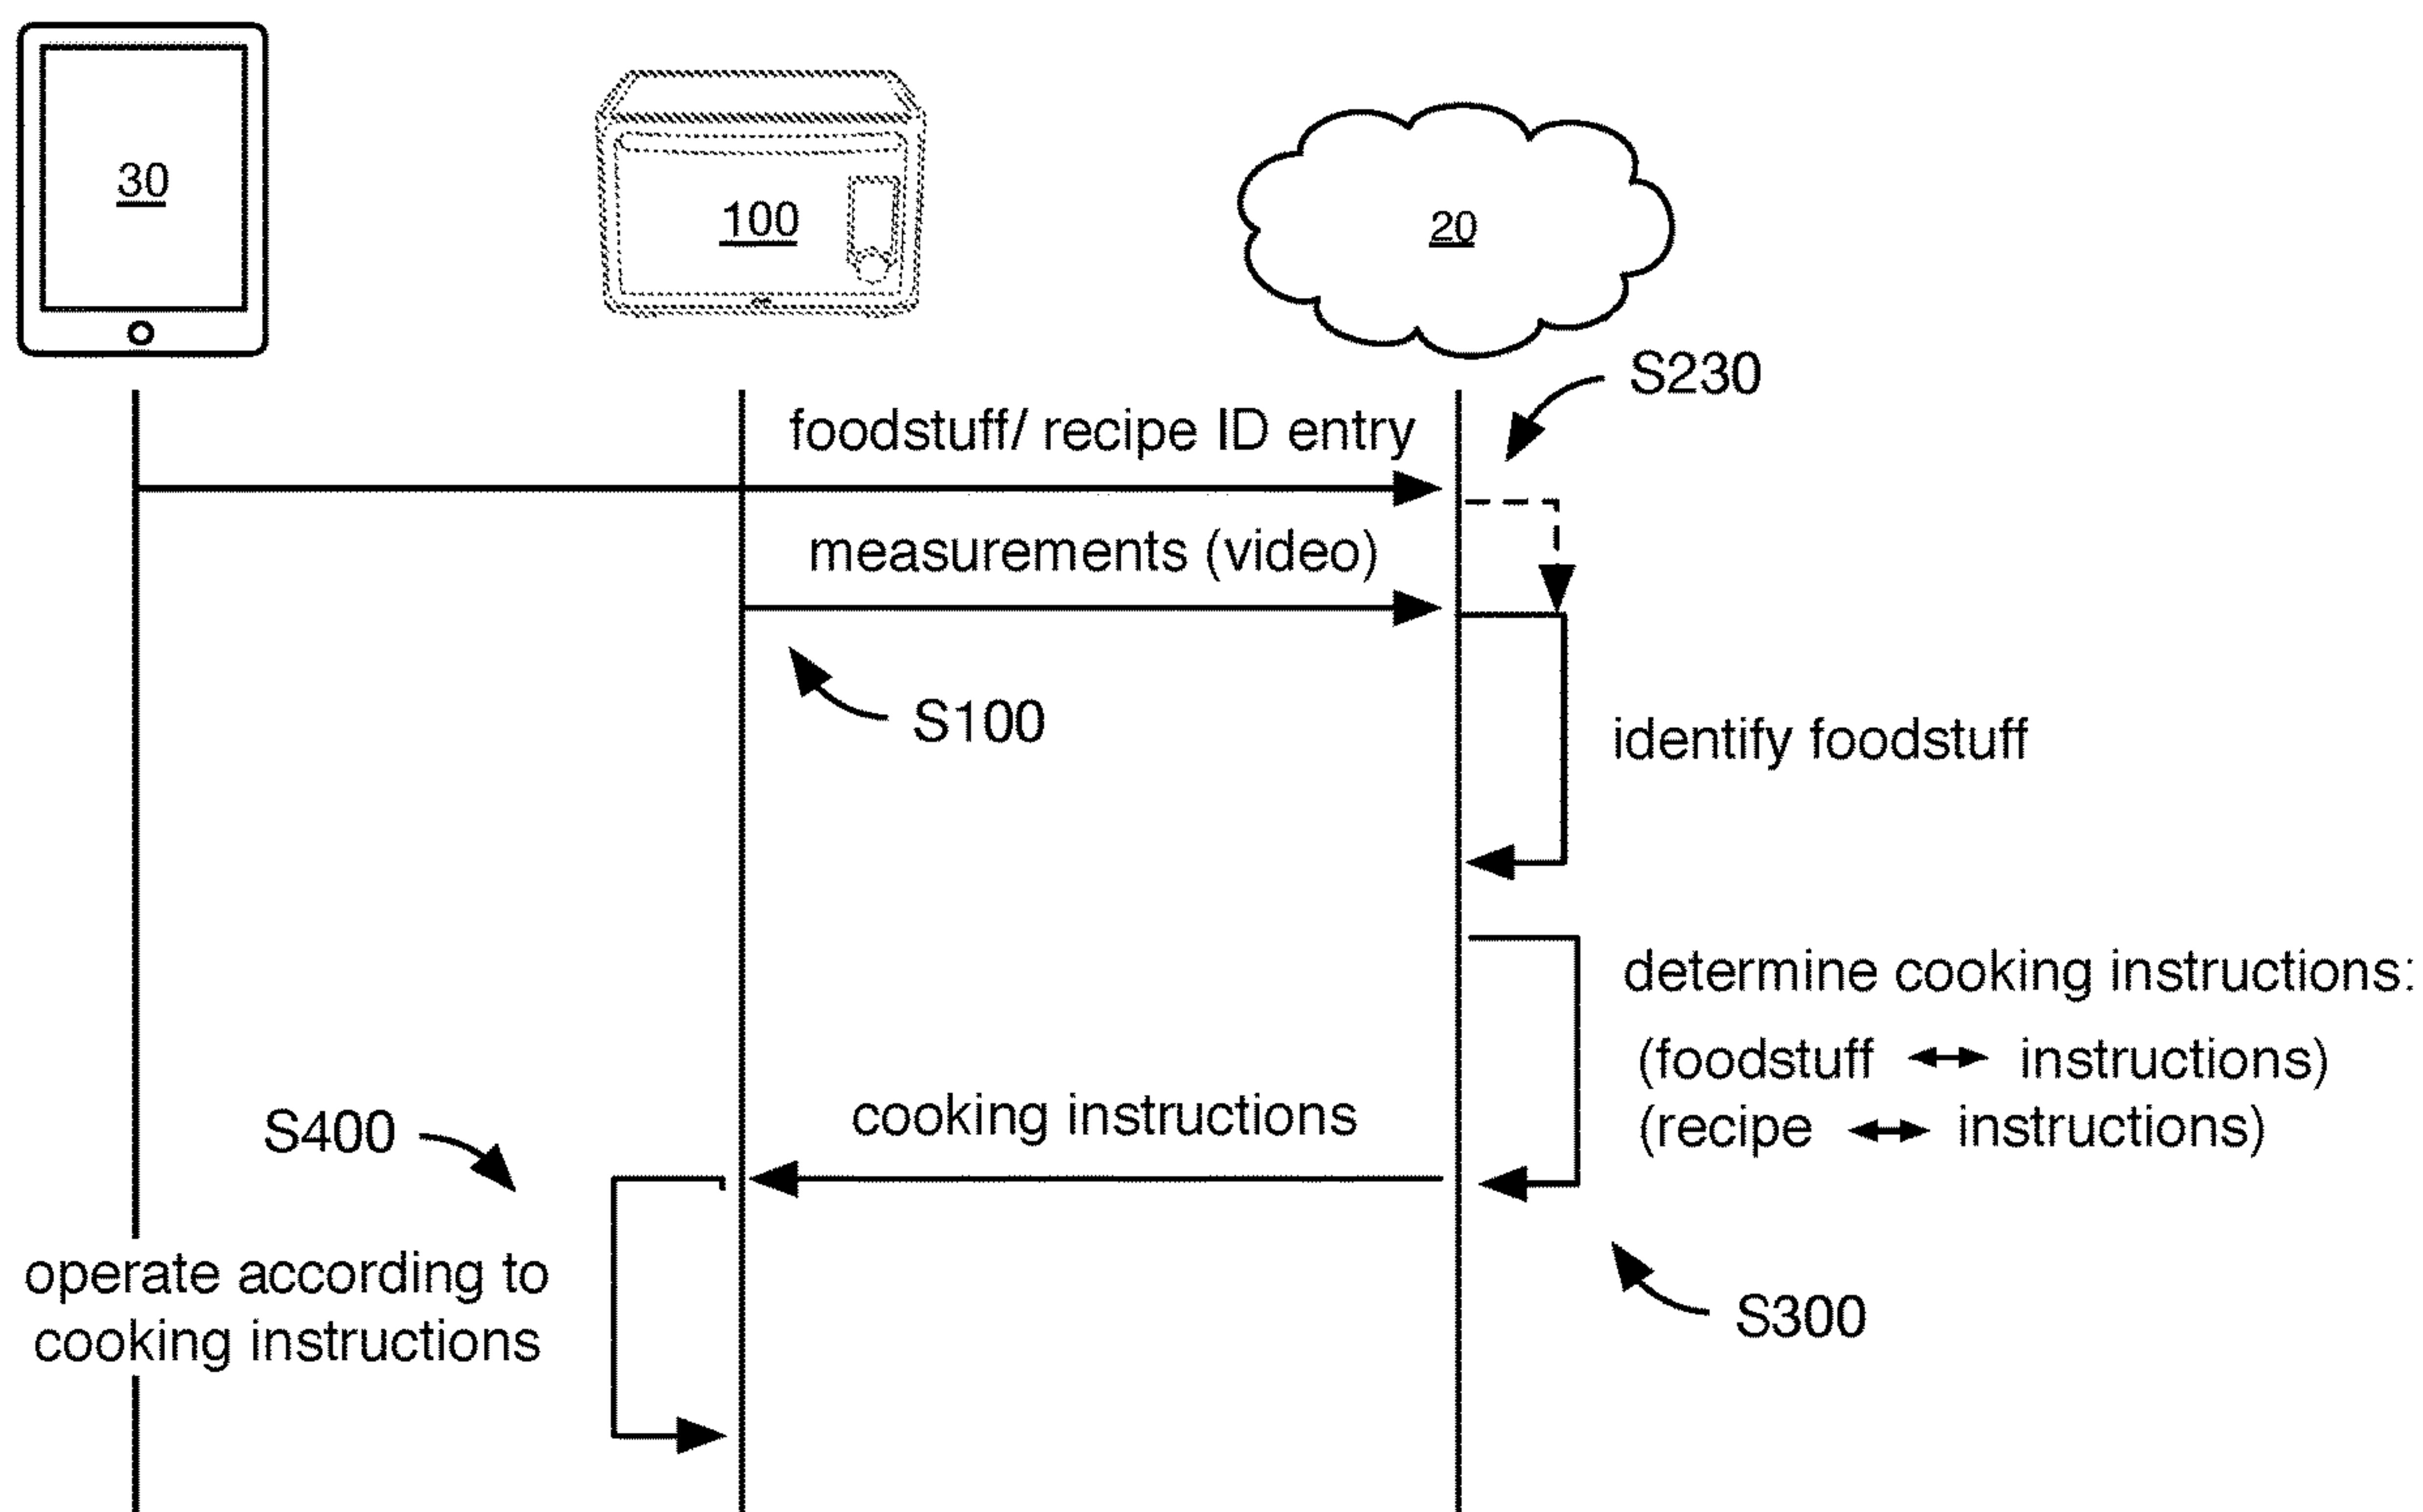 30
100
20
S230
foodstuff/ recipe ID entry
measurements (video)
S100
identify foodstuff
determine cooking instructions:
(foodstuff ↔ instructions)
(recipe ↔ instructions)
cooking instructions
S400
operate according to
cooking instructions
S300